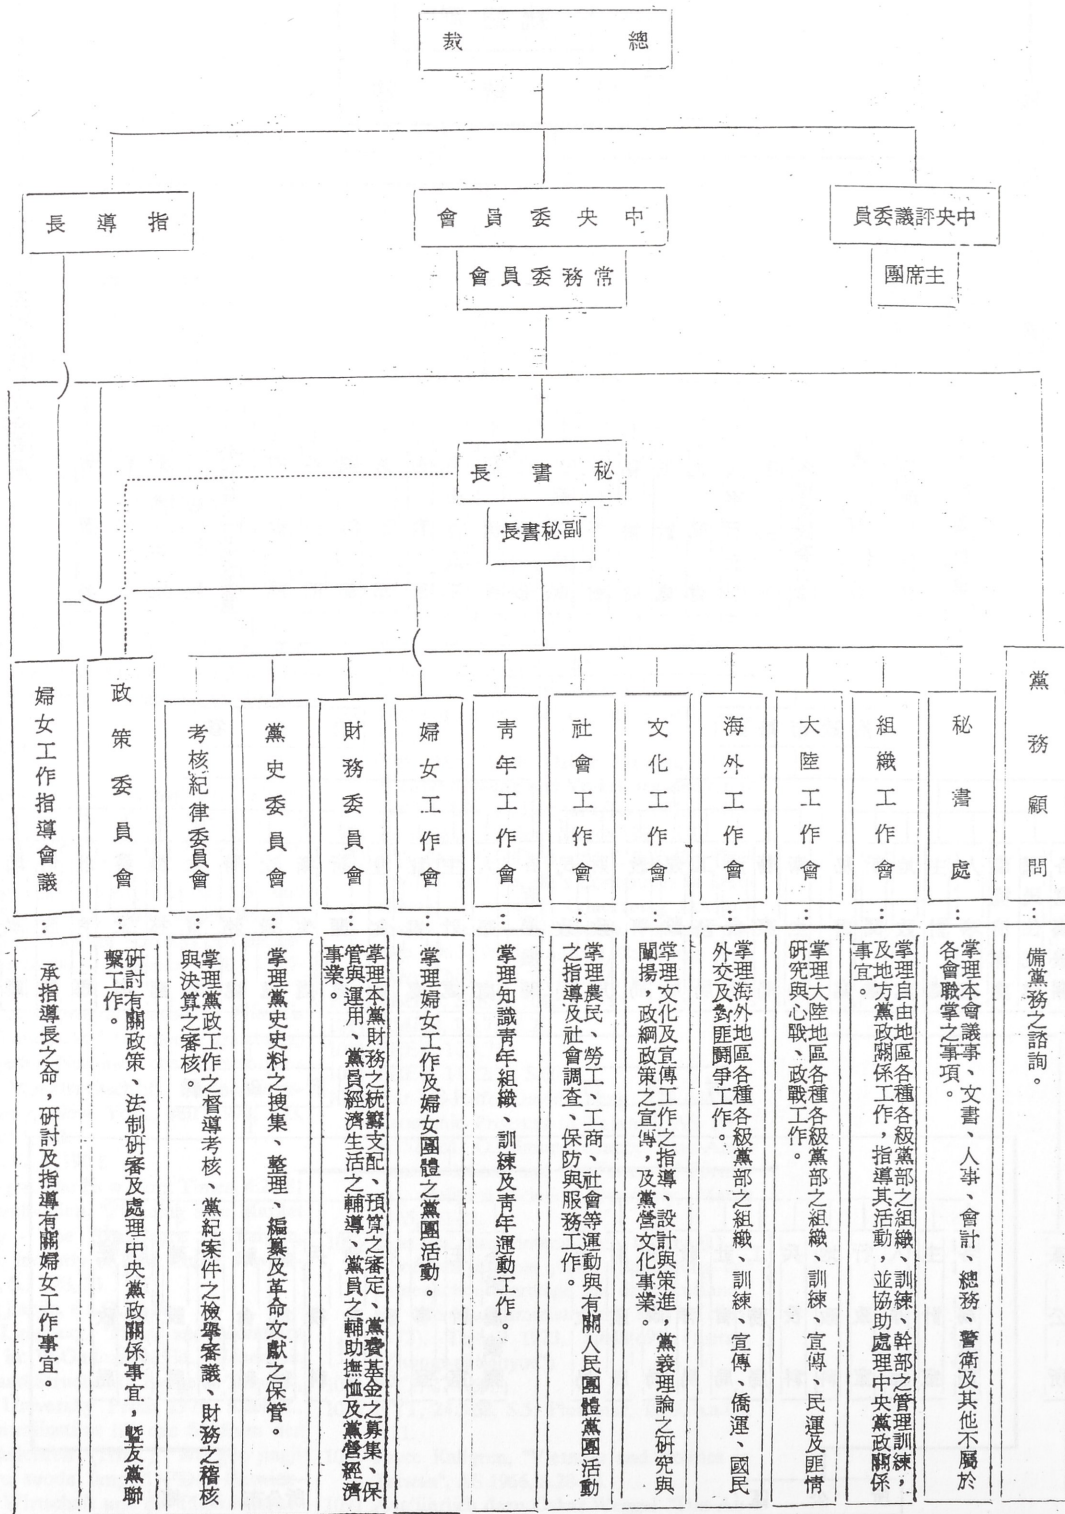 總裁
中央評議委員
主席團
中央委員會
常務委員會
指導長
秘書長
副秘書長
黨務顧問
：
備黨務之諮詢。
秘書處
：
掌理本會議事、文書、人事、會計、總務、警衛及其他不屬於
各會職掌之事項。
組織工作會
：
掌理自由地區各種各級黨部之組織、訓練、幹部之管理訓練，
及地方黨政關係工作，指導其活動，並協助處理中央黨政關係
事宜。
大陸工作會
：
掌理大陸地區各種各級黨部之組織、訓練、宣傳、民運及匪情
研究與心戰、政戰工作。
海外工作會
：
掌理海外地區各種各級黨部之組織、訓練、宣傳、僑運、國民
外交及對匪鬪爭工作。
文化工作會
：
掌理文化及宣傳工作之指導、設計與策進，黨義理論之研究與
闡揚，政綱政策之宣傳，及黨營文化事業。
社會工作會
：
掌理農民、勞工、工商、社會等運動與有關人民團體黨團活動
之指導及社會調查、保防與服務工作。
青年工作會
：
掌理知識青年組織、訓練及青年運動工作。
婦女工作會
：
掌理婦女工作及婦女團體之黨團活動。
財務委員會
：
掌理本黨財務之統籌支配、預算之審定、黨費基金之募集、保
管與運用、黨員經濟生活之輔導、黨員之輔助撫恤及黨營經濟
事業。
黨史委員會
：
掌理黨史史料之搜集、整理、編纂及革命文獻之保管。
考核紀律委員會
：
掌理黨政工作之督導考核、黨紀案件之檢舉審議、財務之稽核
與決算之審核。
政策委員會
：
研討有關政策、法制研審及處理中央黨政關係事宜，暨友黨聯
繫工作。
婦女工作指導會議
：
承指導長之命，研討及指導有關婦女工作事宜。